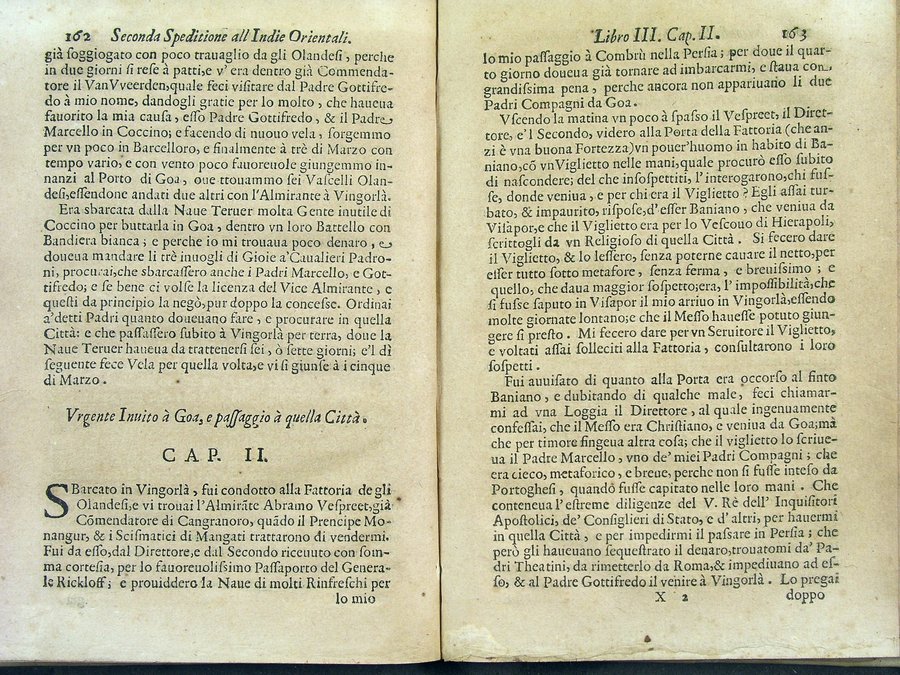 162 Seconda Speditione all'Indie Orientali.
già soggiogato con poco trauaglio da gli Olandesi, perche
in due giorni si rese à patti,e v' era dentro già Commenda-
tore il VanVveerden,quale feci visitare dal Padre Gottifre-
do à mio nome, dandogli gratie per lo molto, che haueua
fauorito la mia causa, esso Padre Gottifredo, & il Padre
Marcello in Coccino; e facendo di nuouo vela, sorgemmo
per vn poco in Barcelloro, e finalmente à trè di Marzo con
tempo vario, e con vento poco fauoreuole giungemmo in-
nanzi al Porto di Goa, oue trouammo sei Vascelli Olan-
desi,essendone andati due altri con l'Almirante à Vingorlà.
Era sbarcata dalla Naue Teruer molta Gente inutile di
Coccino per buttarla in Goa, dentro vn loro Battello con
Bandiera bianca; e perche io mi trouaua poco denaro, e
doueua mandare li trè inuogli di Gioie a'Caualieri Padro-
ni, procurai,che sbarcassero anche i Padri Marcello, e Got-
tifredo; e se bene ci volse la licenza del Vice Almirante, e
questi da principio la negò,pur doppo la concesse. Ordinai
a'detti Padri quanto doueuano fare, e procurare in quella
Città: e che passassero subito à Vingorlà per terra, doue la
Naue Teruer haueua da trattenersi sei, ò sette giorni; e'l dì
seguente fece Vela per quella volta,e vi si giunse à i cinque
di Marzo.
Vrgente Inuito à Goa, e passaggio à quella Città.
CAP. II.
SBarcato in Vingorlà, fui condotto alla Fattoria de gli
Olandesi,e vi trouai l'Almirãte Abramo Vespreet,già
Cõmendatore di Cangranoro, quãdo il Prencipe Mo-
nangur, & i Scismatici di Mangati trattarono di vendermi.
Fui da esso,dal Direttore,e dal Secondo riceuuto con som-
ma cortesia, per lo fauoreuolissimo Passaporto del Genera-
le Rickloff; e prouiddero la Naue di molti Rinfreschi per
lo mio
Libro III. Cap. II. 163
lo mio passaggio à Combrù nella Persia; per doue il quar-
to giorno doueua già tornare ad imbarcarmi, e staua con
grandissima pena, perche ancora non appariuano li due
Padri Compagni da Goa.
Vscendo la matina vn poco à spasso il Vespreet, il Diret-
tore, e'l Secondo, videro alla Porta della Fattoria (che an-
zi è vna buona Fortezza)vn pouer'huomo in habito di Ba-
niano,cõ vnViglietto nelle mani,quale procurò esso subito
di nascondere; del che insospettiti, l'interogarono,chi fus-
se, donde veniua, e per chi era il Viglietto? Egli assai tur-
bato, & impaurito, rispose,d'esser Baniano, che veniua da
Visapor,e che il Viglietto era per lo Vescouo di Hierapoli,
scrittogli da vn Religioso di quella Città. Si fecero dare
il Viglietto, & lo lessero, senza poterne cauare il netto,per
esser tutto sotto metafore, senza ferma, e breuissimo; e
quello, che daua maggior sospetto;era, l'impossibilità,che
si fusse saputo in Visapor il mio arriuo in Vingorlà,essendo
molte giornate lontano;e che il Messo hauesse potuto giun-
gere sì presto. Mi fecero dare per vn Seruitore il Viglietto,
e voltati assai solleciti alla Fattoria, consultarono i loro
sospetti.
Fui auuisato di quanto alla Porta era occorso al finto
Baniano, e dubitando di qualche male, feci chiamar-
mi ad vna Loggia il Direttore, al quale ingenuamente
confessai, che il Messo era Christiano, e veniua da Goa;mà
che per timore fingeua altra cosa; che il viglietto lo scriue-
ua il Padre Marcello, vno de' miei Padri Compagni; che
era cieco, metaforico, e breue, perche non si fusse inteso da
Portoghesi, quando fusse capitato nelle loro mani. Che
conteneua l'estreme diligenze del V. Rè dell' Inquisitori
Apostolici, de' Consiglieri di Stato, e d'altri, per hauermi
in quella Città, e per impedirmi il passare in Persia; che
però gli haueuano sequestrato il denaro,trouatomi da' Pa-
dri Theatini, da rimetterlo da Roma,& impediuano ad es-
so, & al Padre Gottifredo il venire à Vingorlà. Lo pregai
X 2 doppo